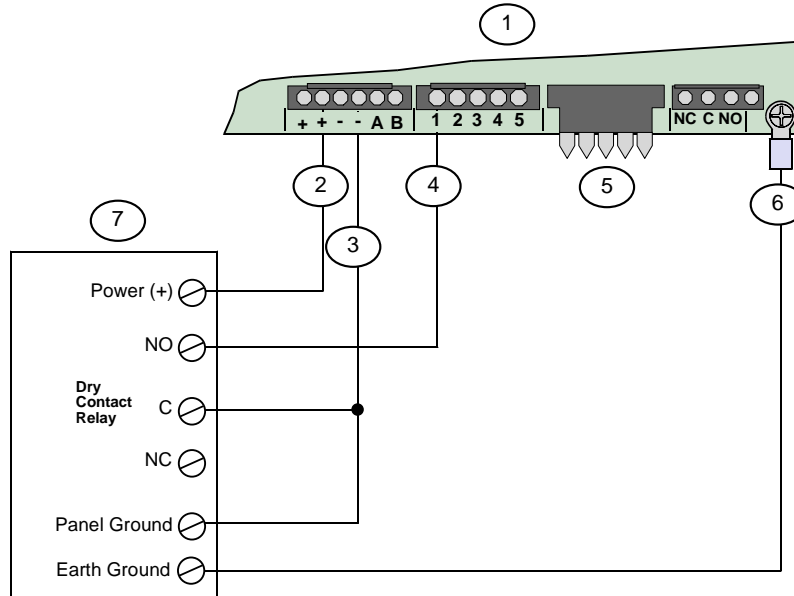 1
+ + - - A B 1 2 3 4 5 NC C NO
2
4
5
6
3
7
Power (+)
NO
Dry
Contact
Relay
C
NC
Panel Ground
Earth Ground